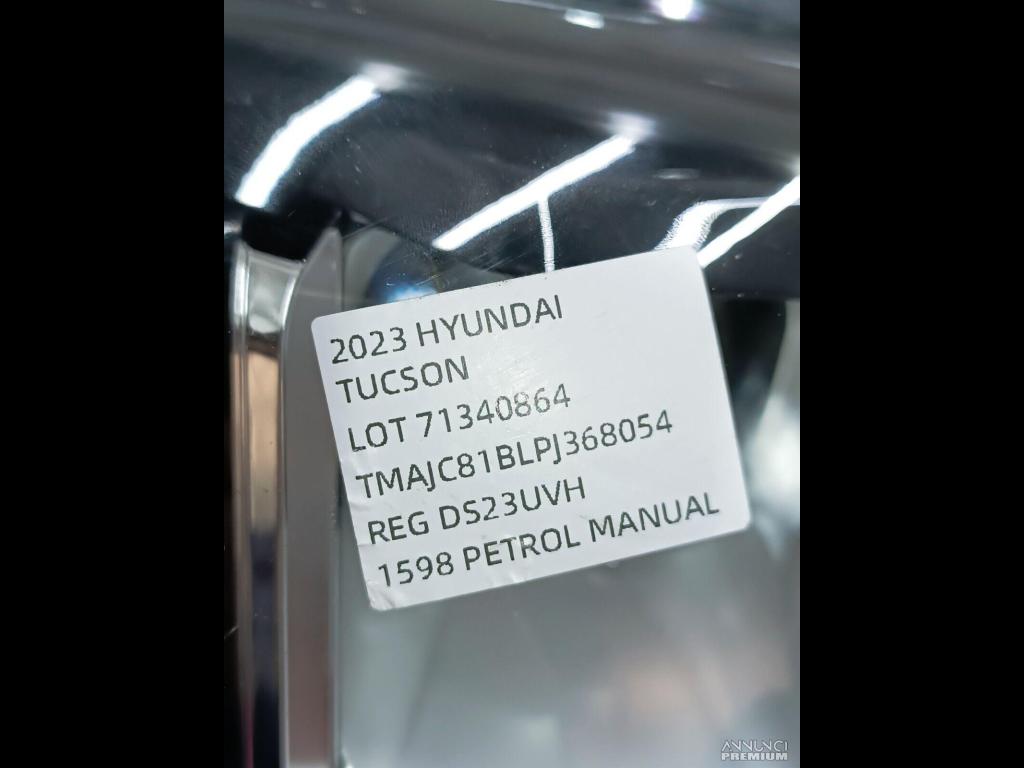 2023 HYUNDAI
TUCSON
LOT 71340864
TMAJC81BLPJ368054
REG DS23UVH
1598 PETROL MANUAL
ANNUNCI
PREMIUM